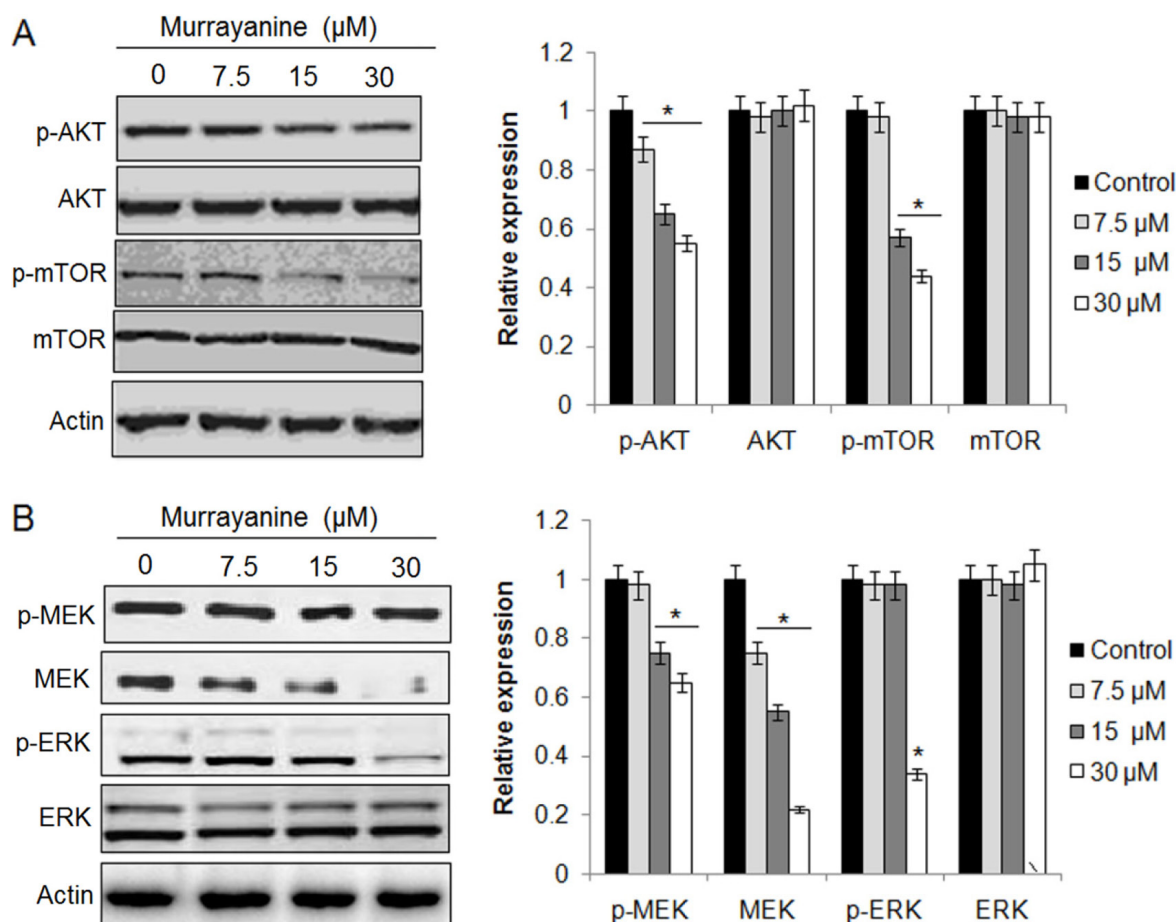 A
Murrayanine (µM)
0 7.5 15 30
p-AKT
AKT
p-mTOR
mTOR
Actin
Relative expression
1.2
1
0.8
0.6
0.4
0.2
0
* *
p-AKT AKT p-mTOR mTOR
Control
7.5 µM
15 µM
30 µM
B
Murrayanine (µM)
0 7.5 15 30
p-MEK
MEK
p-ERK
ERK
Actin
Relative expression
1.2
1
0.8
0.6
0.4
0.2
0
* * *
p-MEK MEK p-ERK ERK
Control
7.5 µM
15 µM
30 µM